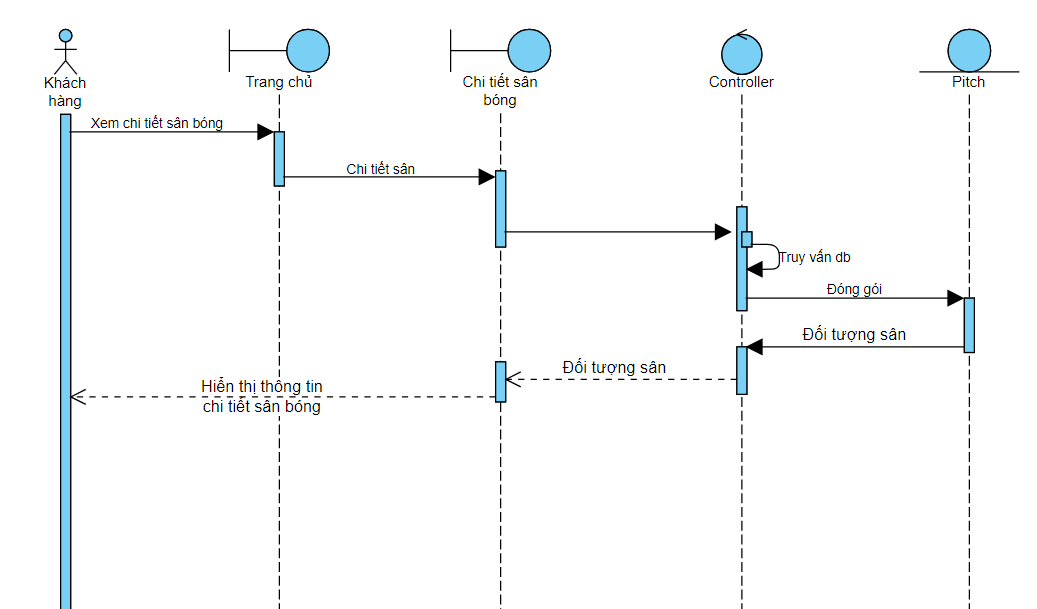 Khách
hàng
Trang chủ
Chi tiết sân
bóng
Controller
Pitch
Xem chi tiết sân bóng
Chi tiết sân
Truy vấn db
Đóng gói
Đối tượng sân
Đối tượng sân
Hiển thị thông tin
chi tiết sân bóng